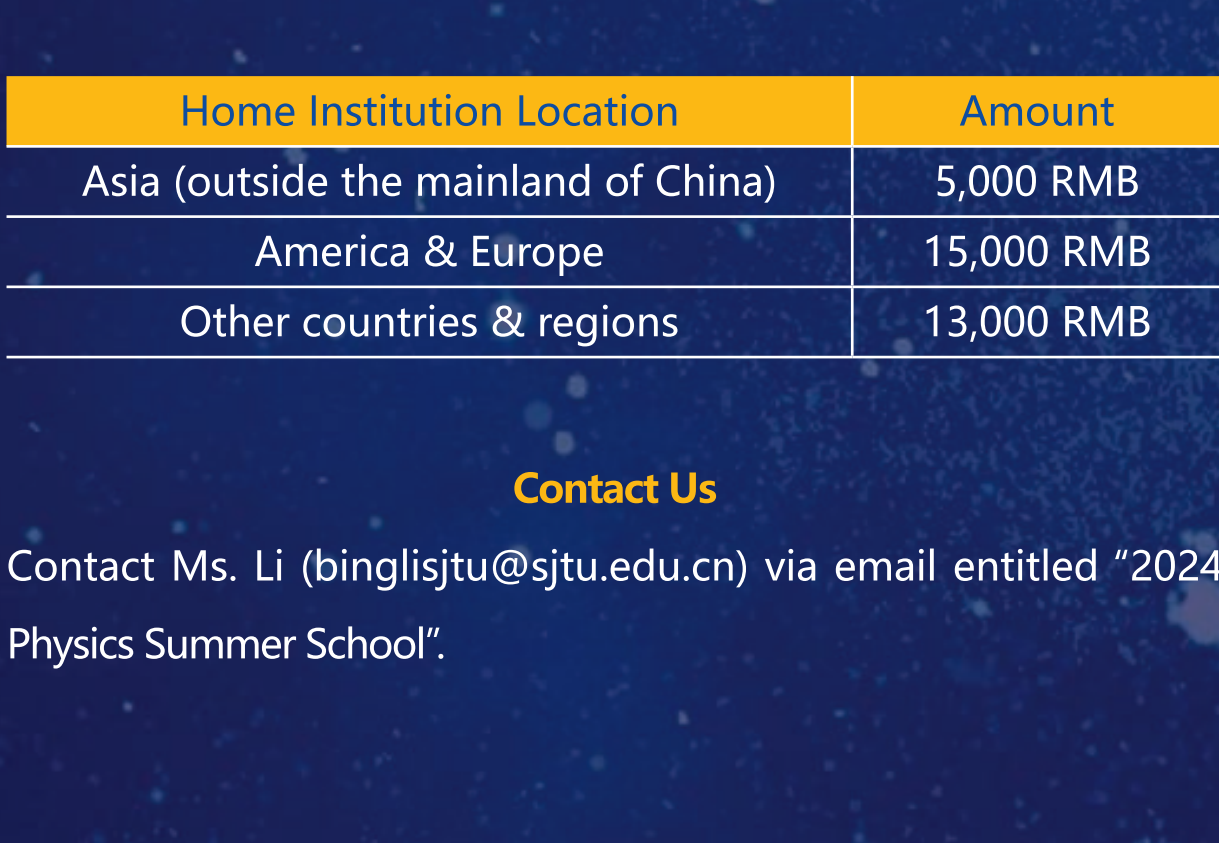 Home Institution Location Amount
Asia (outside the mainland of China) 5,000 RMB
America & Europe 15,000 RMB
Other countries & regions 13,000 RMB
Contact Us
Contact Ms. Li (binglisjtu@sjtu.edu.cn) via email entitled “2024
Physics Summer School”.